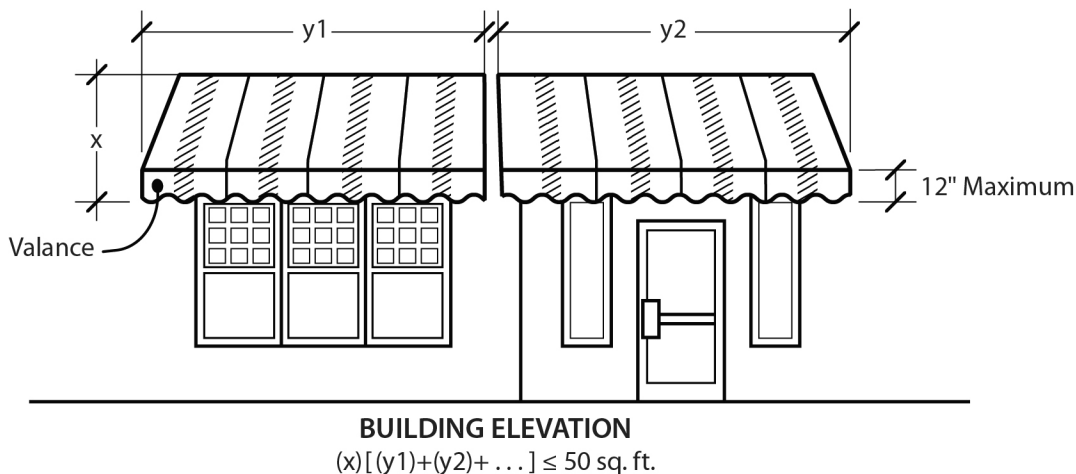 y1
y2
x
12" Maximum
Valance
BUILDING ELEVATION
(x) [ (y1)+(y2)+ . . . ] ≤ 50 sq. ft.